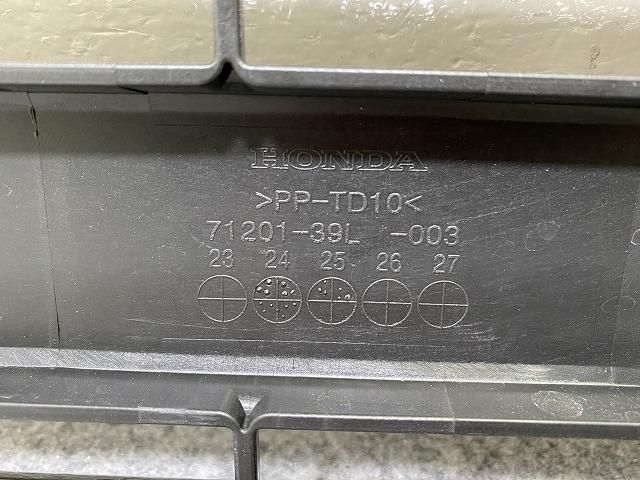 HONDA
>PP-TD10<
71201-39L -003
23 24 25 26 27